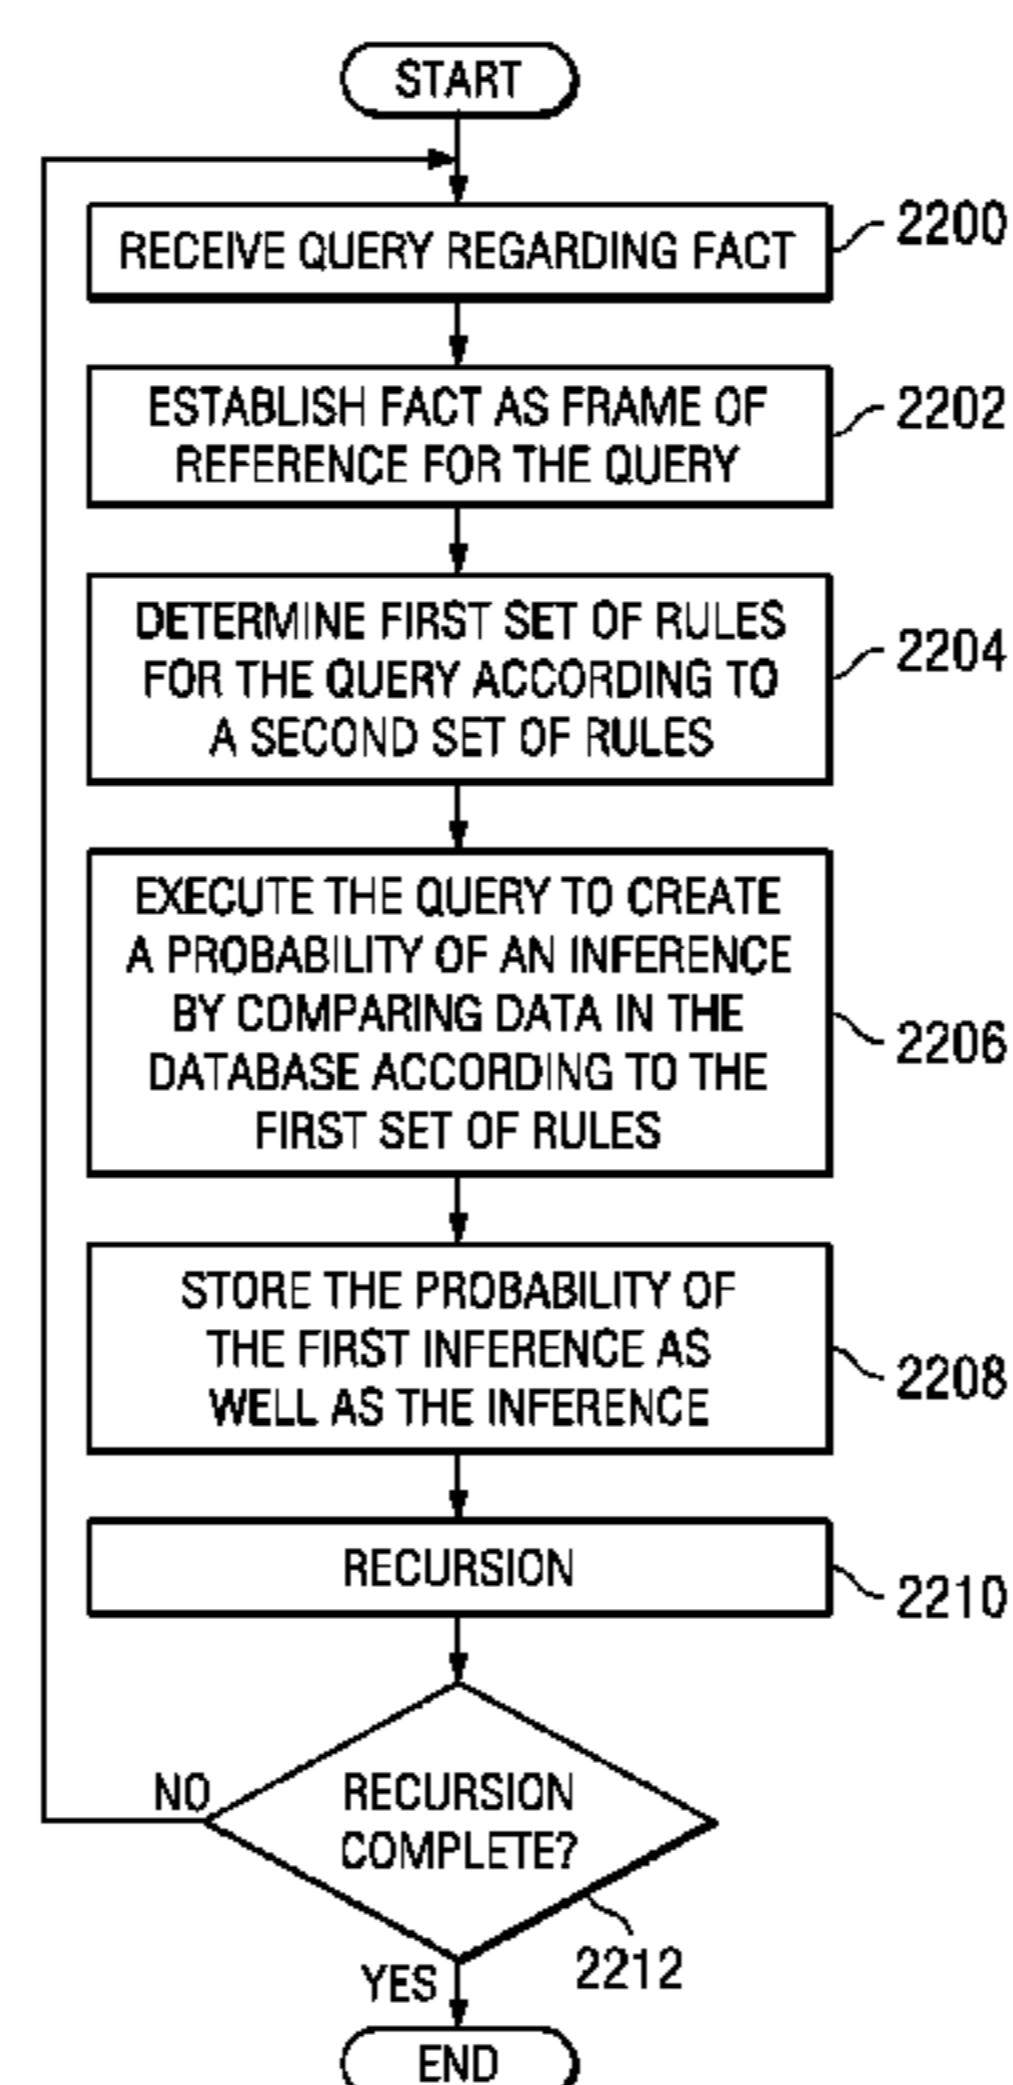 START
RECEIVE QUERY REGARDING FACT
2200
ESTABLISH FACT AS FRAME OF
REFERENCE FOR THE QUERY
2202
DETERMINE FIRST SET OF RULES
FOR THE QUERY ACCORDING TO
A SECOND SET OF RULES
2204
EXECUTE THE QUERY TO CREATE
A PROBABILITY OF AN INFERENCE
BY COMPARING DATA IN THE
DATABASE ACCORDING TO THE
FIRST SET OF RULES
2206
STORE THE PROBABILITY OF
THE FIRST INFERENCE AS
WELL AS THE INFERENCE
2208
RECURSION
2210
NO
RECURSION
COMPLETE?
2212
YES
END